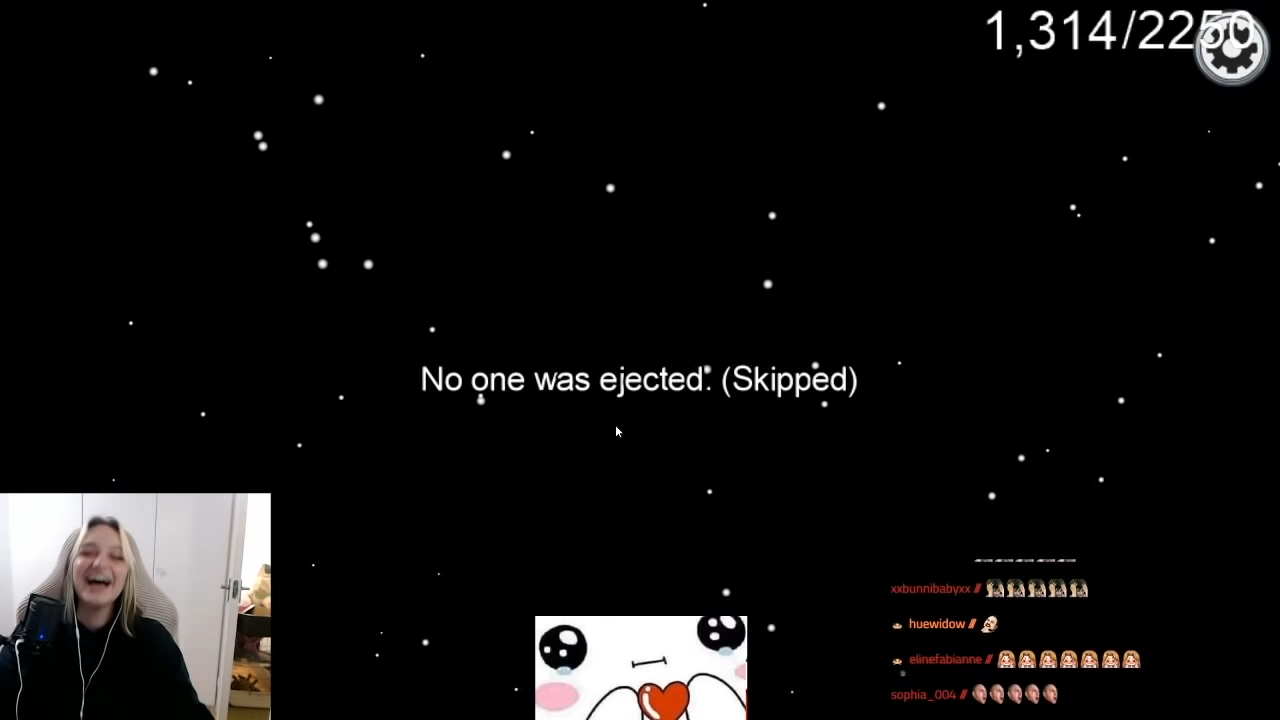 1,314/2250
No one was ejected. (Skipped)
xxbunnibabyxx //
huewidow //
elinefabianne //
sophia_004 //